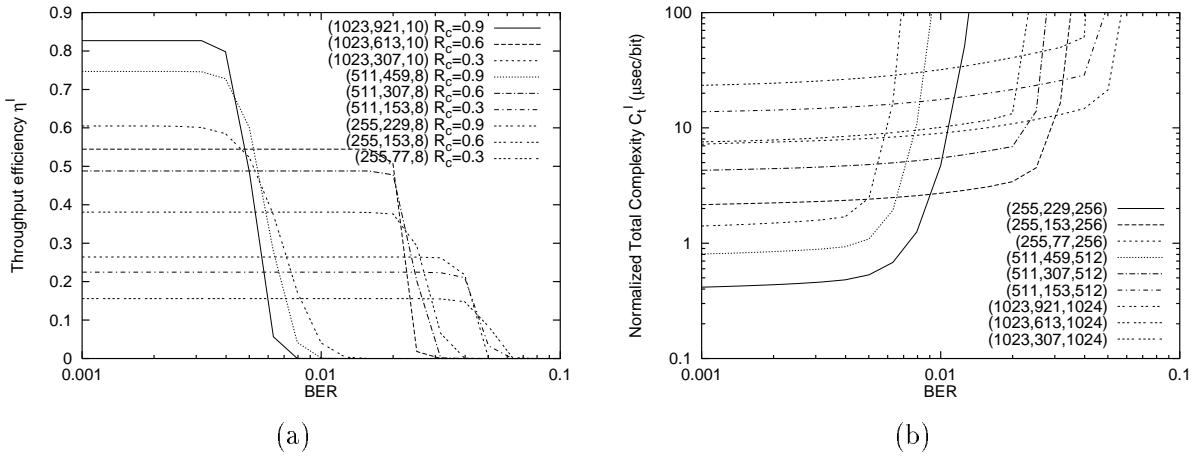 0.9
0.8
0.7
0.6
0.5
0.4
0.3
0.2
0.1
0
0.001
0.01
0.1
BER
Throughput efficiency η^I
(1023,921,10) R_c=0.9
(1023,613,10) R_c=0.6
(1023,307,10) R_c=0.3
(511,459,8) R_c=0.9
(511,307,8) R_c=0.6
(511,153,8) R_c=0.3
(255,229,8) R_c=0.9
(255,153,8) R_c=0.6
(255,77,8) R_c=0.3
(a)
100
10
1
0.1
0.001
0.01
0.1
BER
Normalized Total Complexity C_t^I (μsec/bit)
(255,229,256)
(255,153,256)
(255,77,256)
(511,459,512)
(511,307,512)
(511,153,512)
(1023,921,1024)
(1023,613,1024)
(1023,307,1024)
(b)